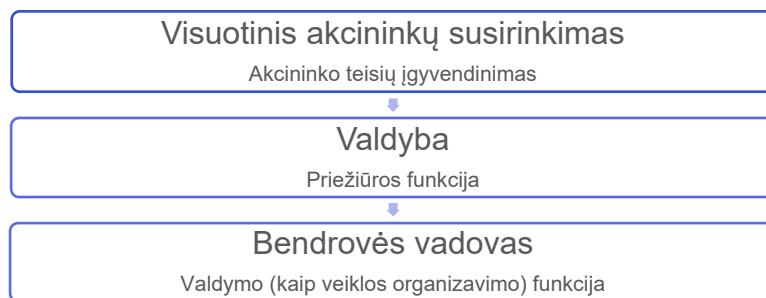 Visuotinis akcininkų susirinkimas
Akcininko teisių įgyvendinimas
Valdyba
Priežiūros funkcija
Bendrovės vadovas
Valdymo (kaip veiklos organizavimo) funkcija